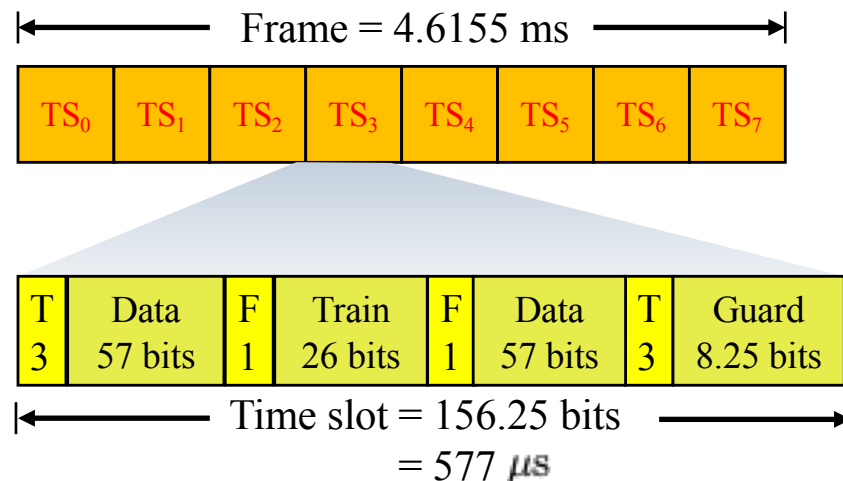 Frame = 4.6155 ms
TS₀ TS₁ TS₂ TS₃ TS₄ TS₅ TS₆ TS₇
T Data F Train F Data T Guard
3 57 bits 1 26 bits 1 57 bits 3 8.25 bits
Time slot = 156.25 bits
= 577 μs